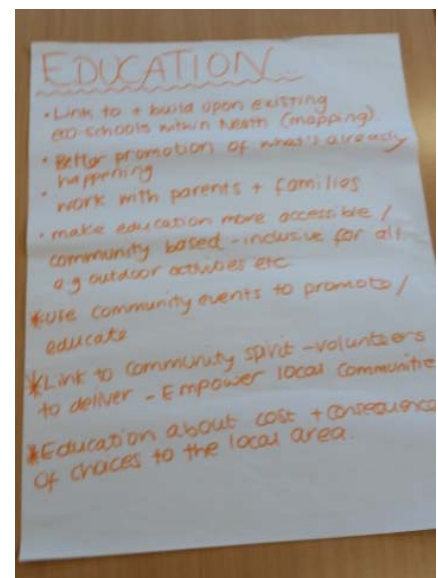 EDUCATION
• Link to + build upon existing
eco-schools within Neath (mapping).
• Better promotion of what's already
happening
• work with parents + families
• make education more accessible /
community based - inclusive for all.
e.g outdoor activities etc
*use community events to promote /
educate
*Link to community spirit - volunteers
to deliver - Empower local Communitie
*Education about cost + consequence
of choices to the local area.